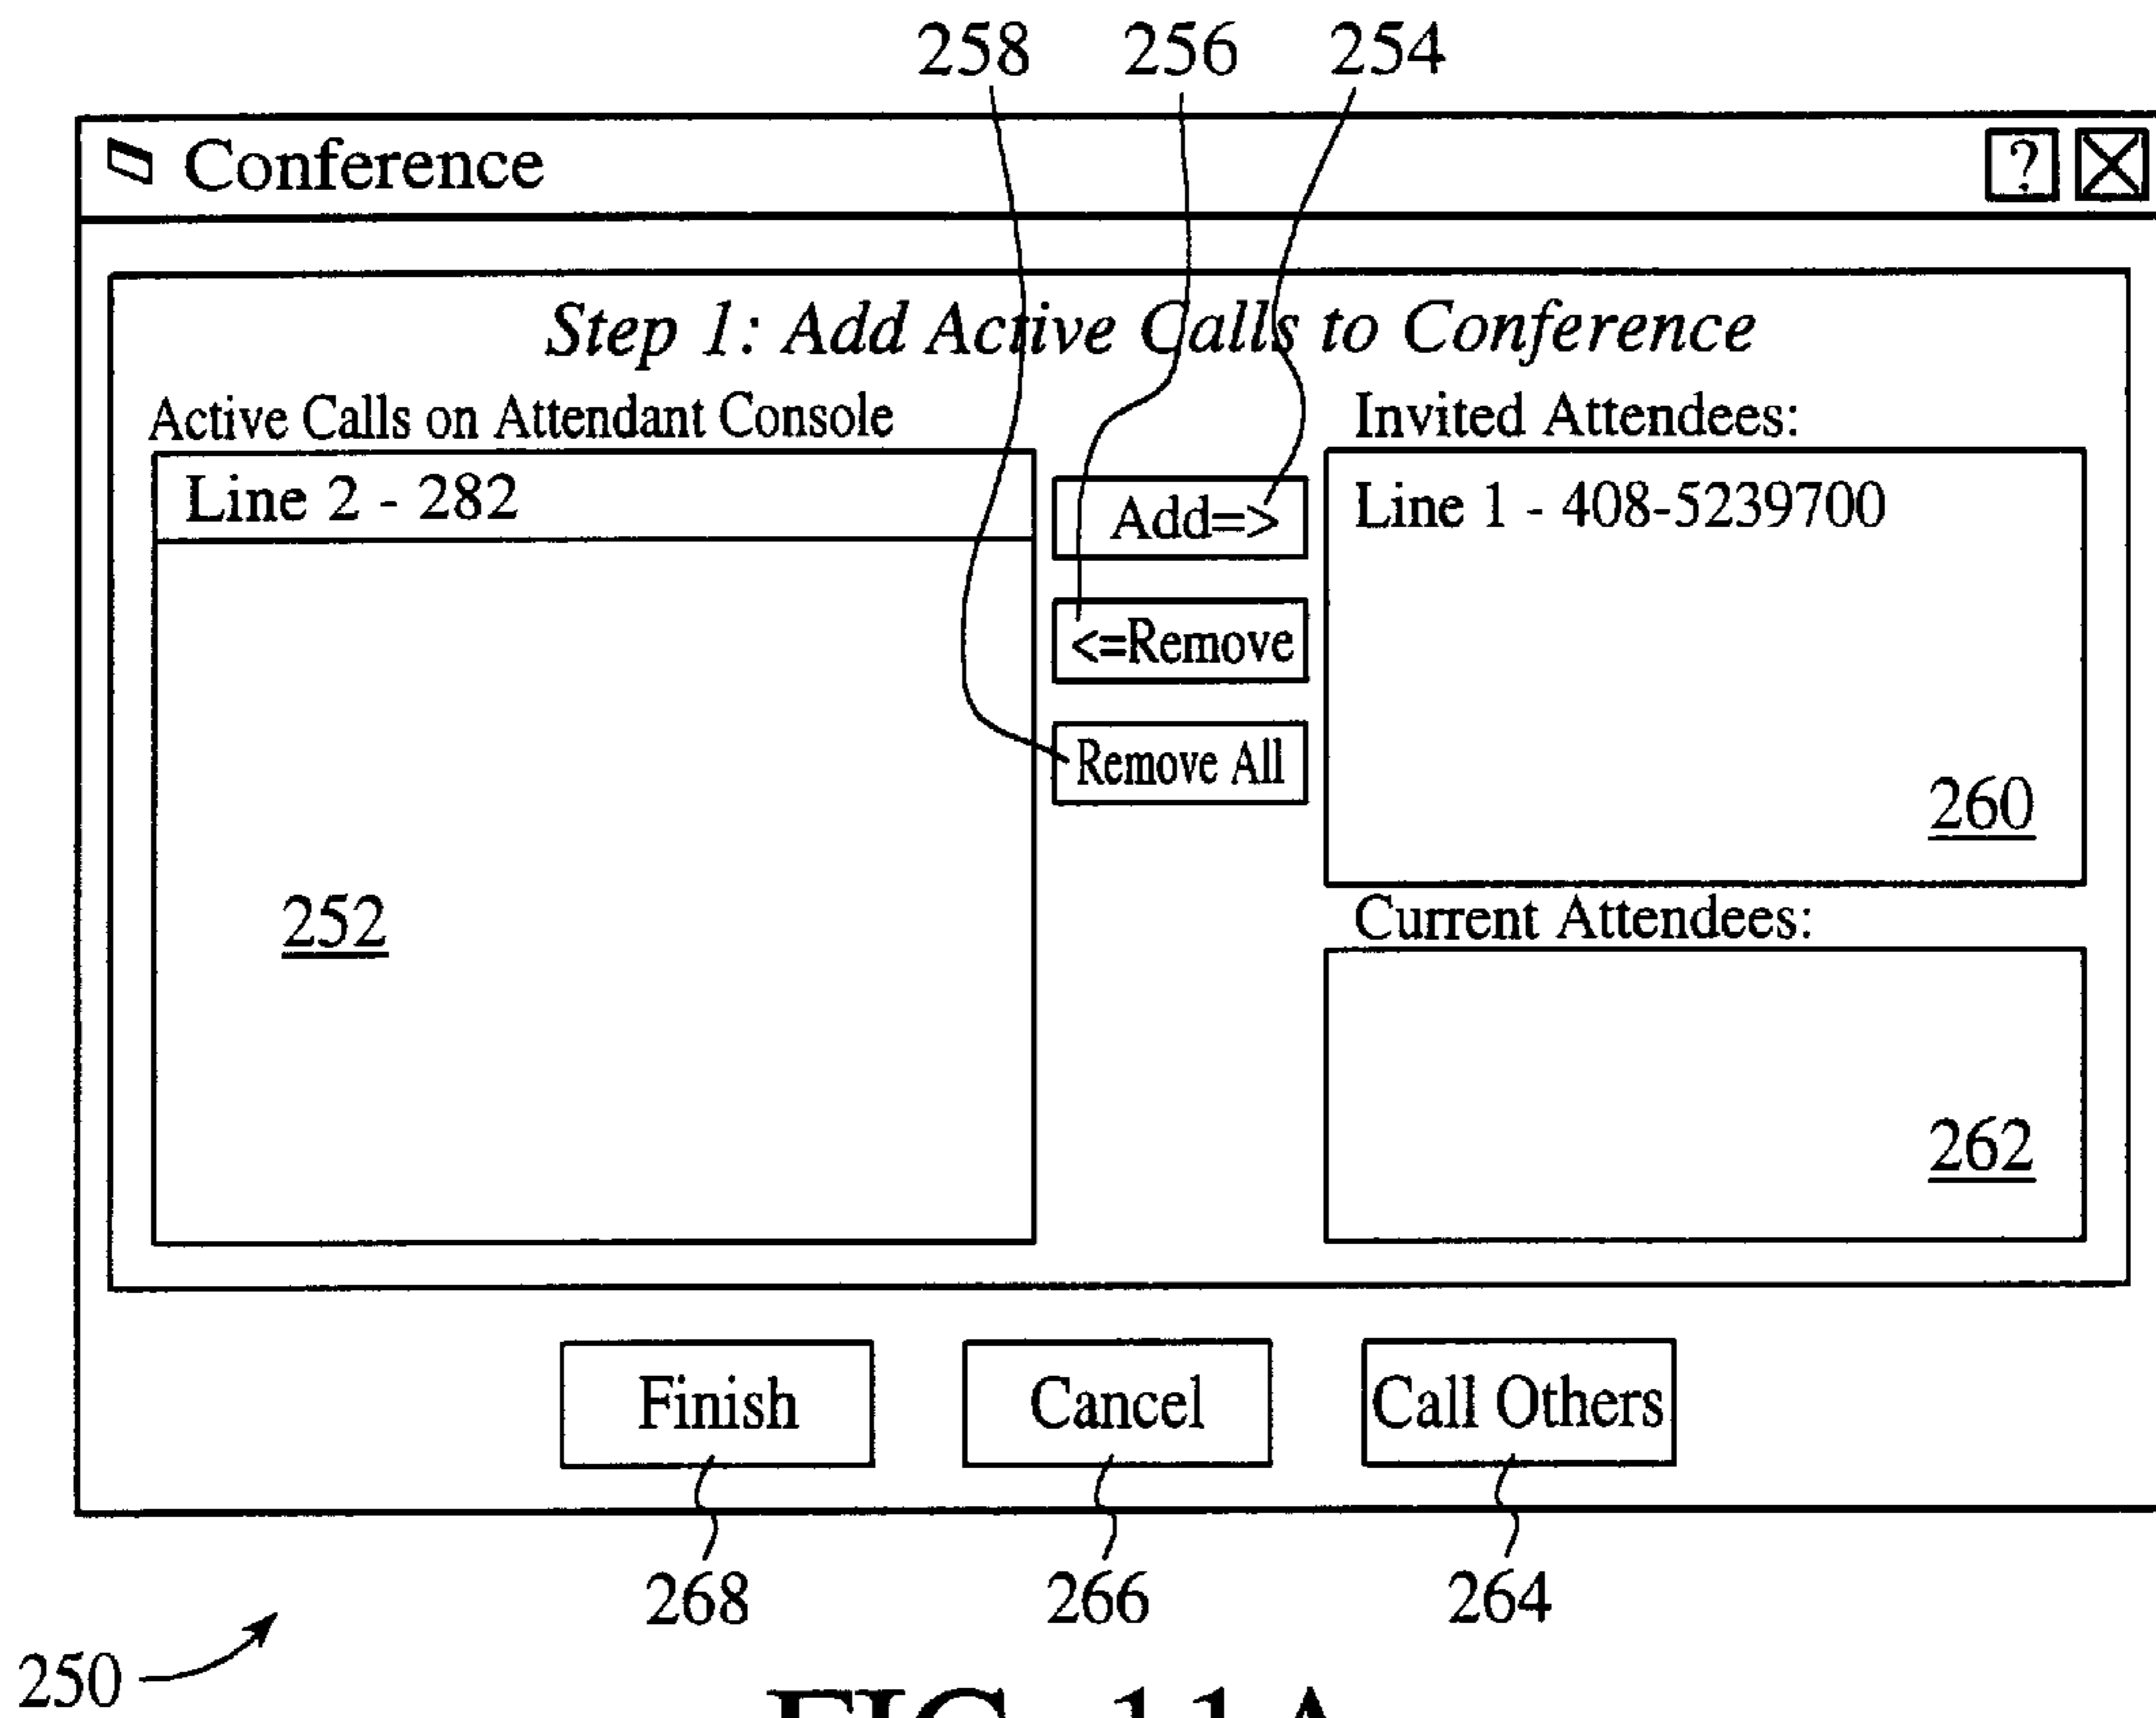 258 256 254
Conference ?
Step 1: Add Active Calls to Conference
Active Calls on Attendant Console
Invited Attendees:
Line 2 - 282
Add=>
Line 1 - 408-5239700
<=Remove
Remove All
260
252
Current Attendees:
262
Finish
Cancel
Call Others
268 266 264
250
FIG. 11A